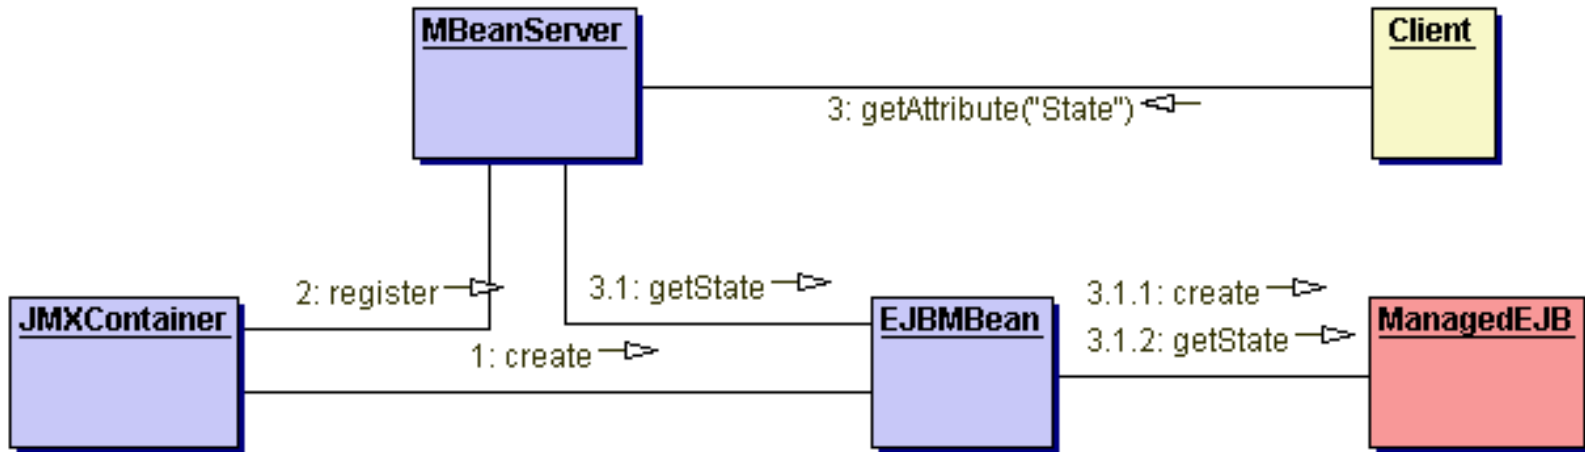 MBeanServer
Client
3: getAttribute("State")
2: register
3.1: getState
3.1.1: create
JMXContainer
EJBMBean
ManagedEJB
3.1.2: getState
1: create